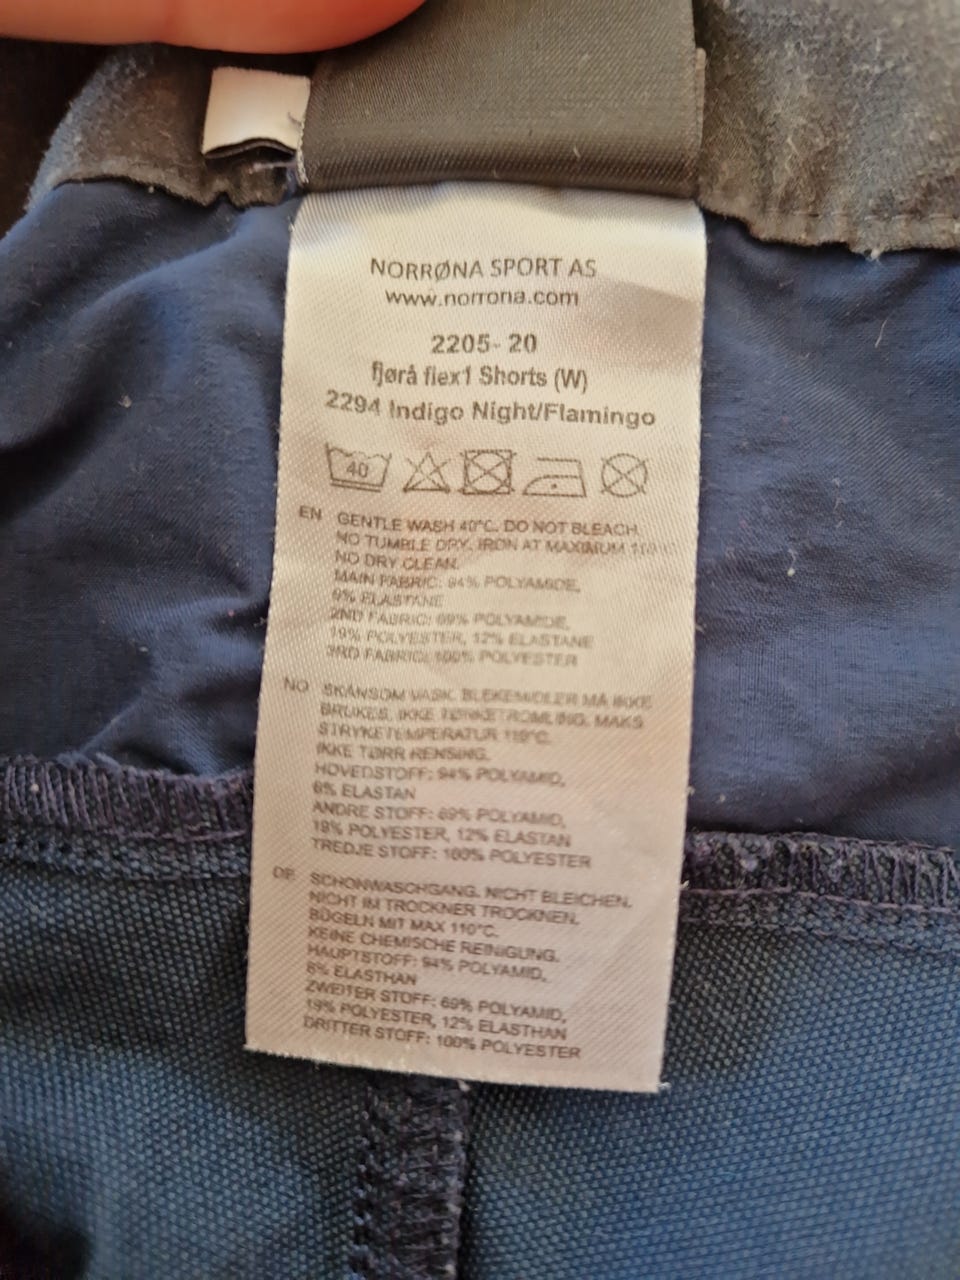 NORRØNA SPORT AS
www.norrona.com
2205- 20
fjørå flex1 Shorts (W)
2294 Indigo Night/Flamingo
40
EN GENTLE WASH 40°C. DO NOT BLEACH.
NO TUMBLE DRY. IRON AT MAXIMUM 110°C
NO DRY CLEAN.
MAIN FABRIC: 94% POLYAMIDE,
6% ELASTANE
2ND FABRIC: 69% POLYAMIDE,
19% POLYESTER, 12% ELASTANE
3RD FABRIC: 100% POLYESTER
NO SKÅNSOM VASK. BLEKEMIDLER MÅ IKKE
BRUKES. IKKE TØRKETROMLING. MAKS
STRYKETEMPERATUR 110°C.
IKKE TØRR RENSING.
HOVEDSTOFF: 94% POLYAMID,
6% ELASTAN
ANDRE STOFF: 69% POLYAMID,
19% POLYESTER, 12% ELASTAN
TREDJE STOFF: 100% POLYESTER
DE SCHONWASCHGANG. NICHT BLEICHEN.
NICHT IM TROCKNER TROCKNEN.
BÜGELN MIT MAX 110°C.
KEINE CHEMISCHE REINIGUNG.
HAUPTSTOFF: 94% POLYAMID,
6% ELASTHAN
ZWEITER STOFF: 69% POLYAMID,
19% POLYESTER, 12% ELASTHAN
DRITTER STOFF: 100% POLYESTER